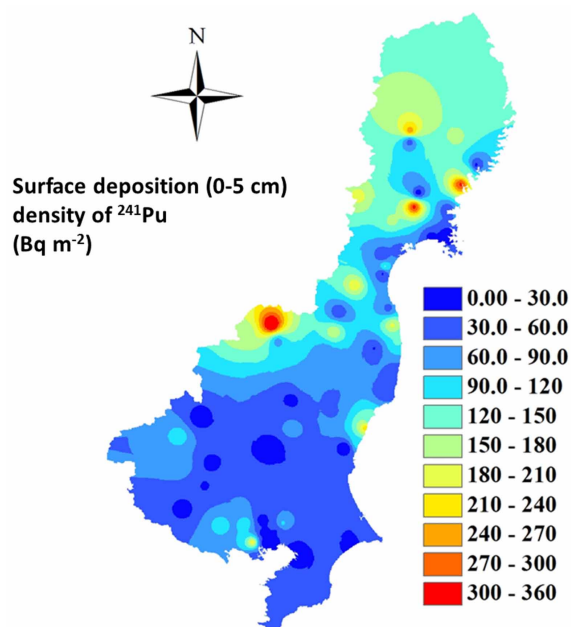 N
Surface deposition (0-5 cm)
density of ²⁴¹Pu
(Bq m⁻²)
0.00 - 30.0
30.0 - 60.0
60.0 - 90.0
90.0 - 120
120 - 150
150 - 180
180 - 210
210 - 240
240 - 270
270 - 300
300 - 360